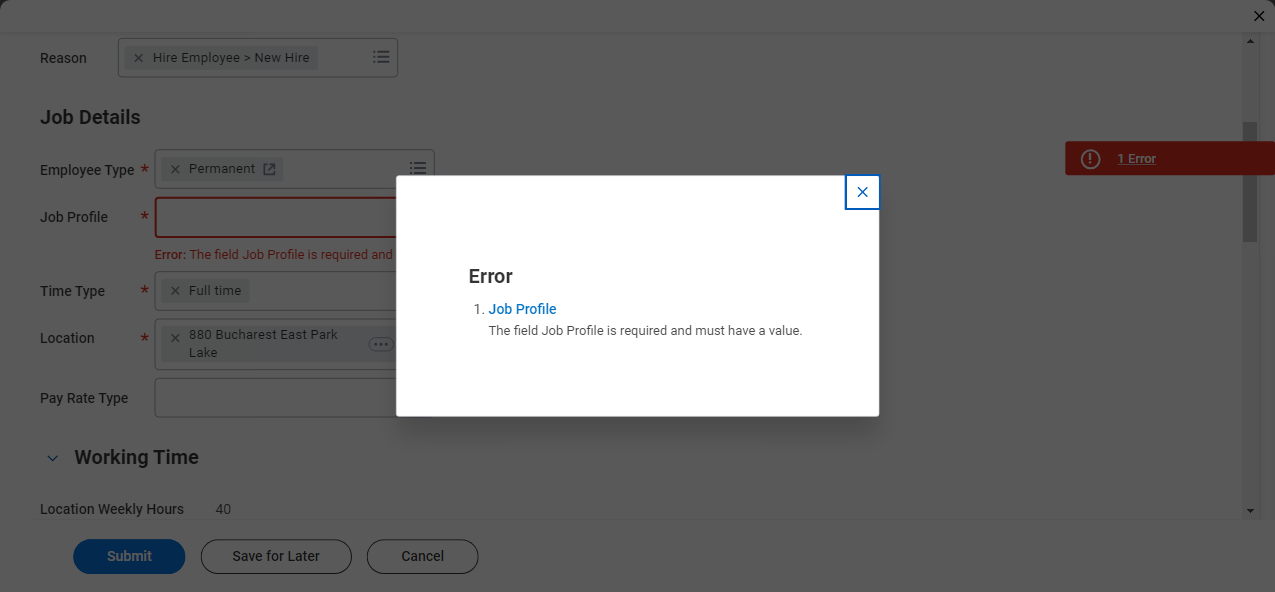 Reason
Hire Employee > New Hire
Job Details
1 Error
Employee Type *
Permanent
Job Profile *
Error: The field Job Profile is required and
Time Type *
Full time
Location *
880 Bucharest East Park
Lake
Pay Rate Type
Error
1. Job Profile
The field Job Profile is required and must have a value.
Working Time
Location Weekly Hours 40
Submit
Save for Later
Cancel